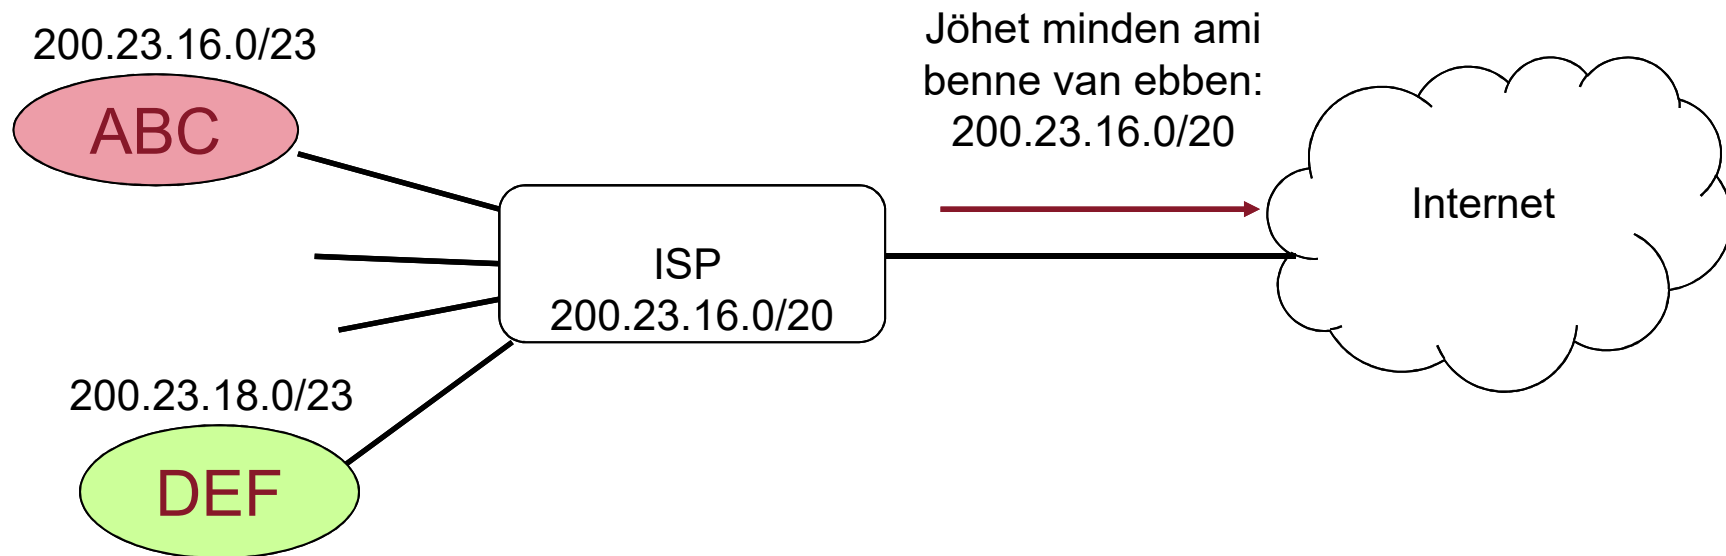 200.23.16.0/23
ABC
Jöhet minden ami
benne van ebben:
200.23.16.0/20
Internet
ISP
200.23.16.0/20
200.23.18.0/23
DEF